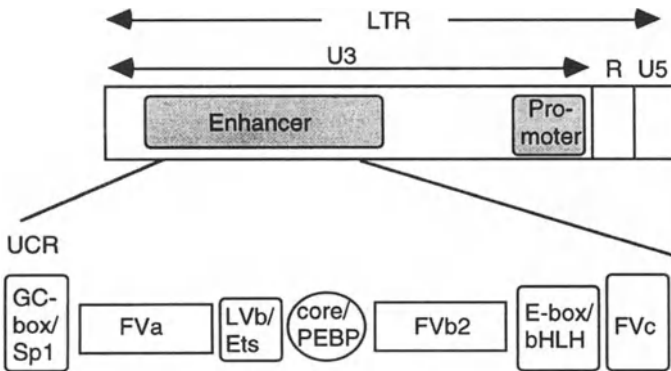 LTR
U3
R U5
Enhancer
Pro-
moter
UCR
GC-
box/
Sp1
FVa
LVb/
Ets
core/
PEBP
FVb2
E-box/
bHLH
FVc